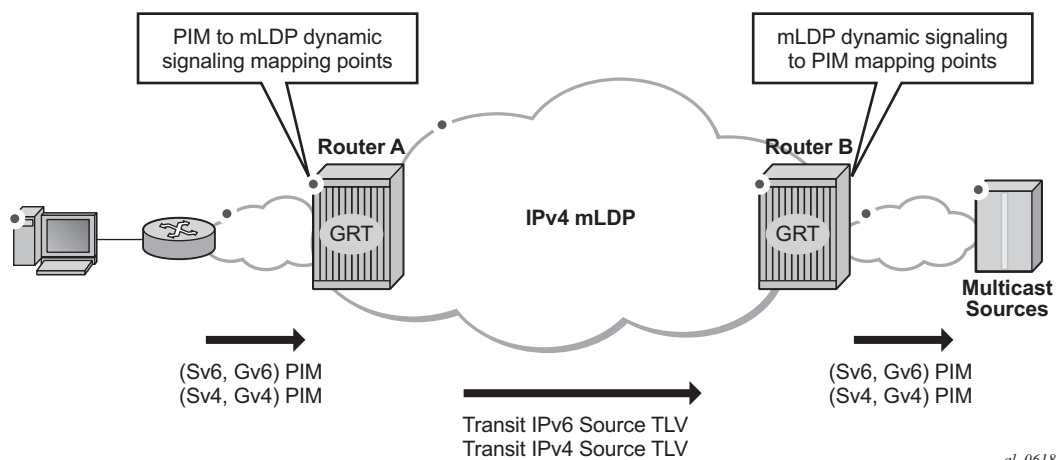 PIM to mLDP dynamic
signaling mapping points
mLDP dynamic signaling
to PIM mapping points
Router A
Router B
IPv4 mLDP
GRT
GRT
Multicast
Sources
(Sv6, Gv6) PIM
(Sv4, Gv4) PIM
(Sv6, Gv6) PIM
(Sv4, Gv4) PIM
Transit IPv6 Source TLV
Transit IPv4 Source TLV
al_0618